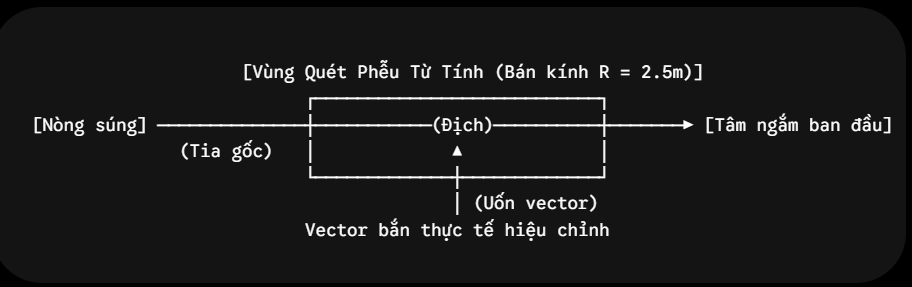 [Vùng Quét Phễu Từ Tính (Bán kính R = 2.5m)]
[Nòng súng] (Địch) [Tâm ngắm ban đầu]
(Tia gốc)
(Uốn vector)
Vector bắn thực tế hiệu chỉnh